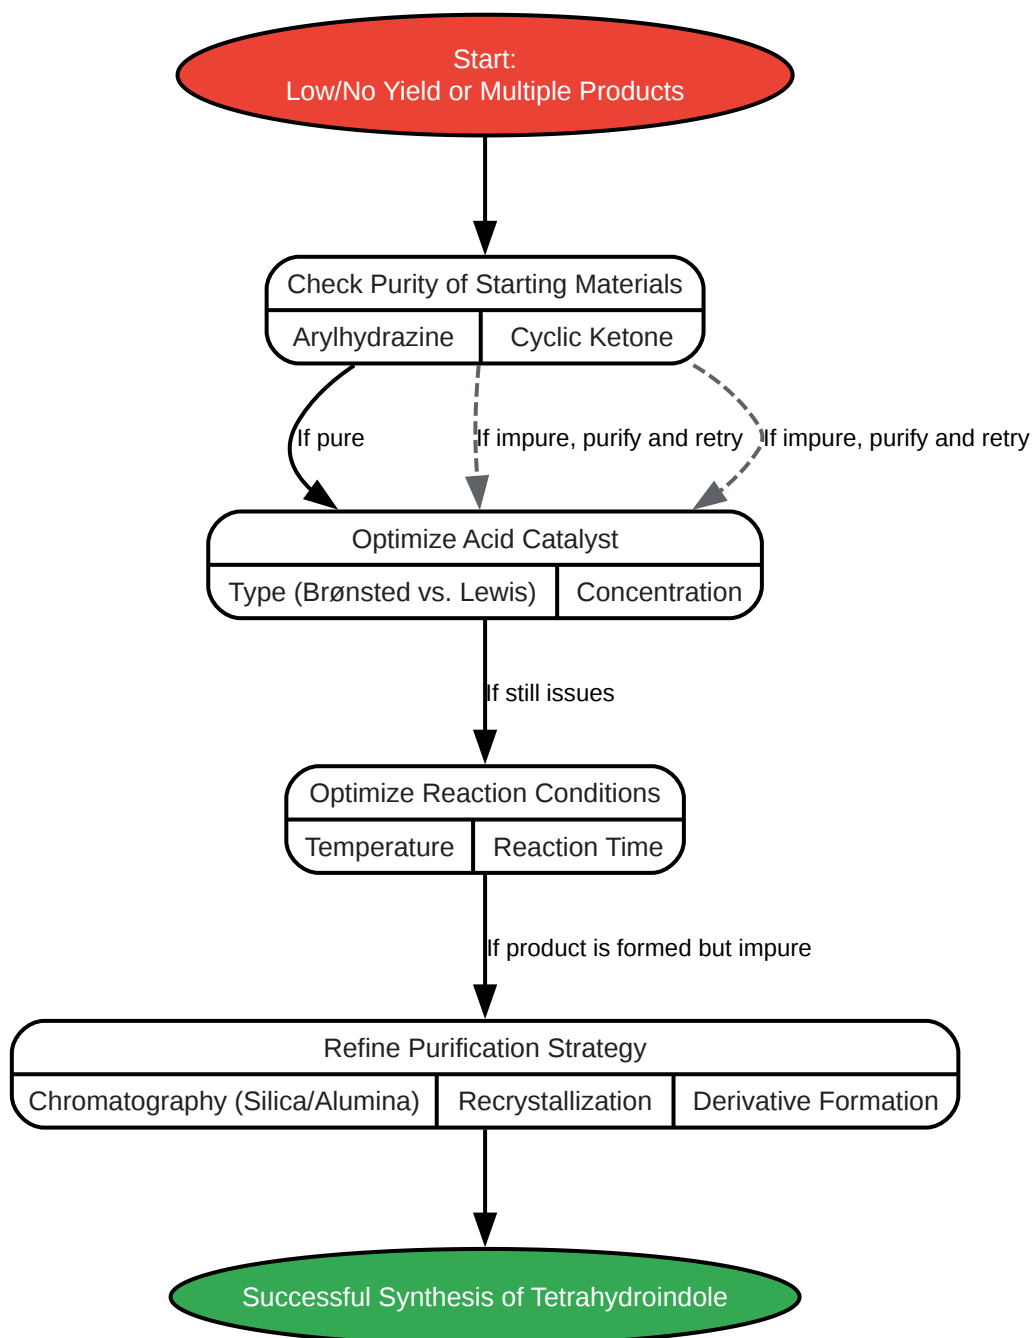 Start:
Low/No Yield or Multiple Products
Check Purity of Starting Materials
Arylhydrazine
Cyclic Ketone
If pure
If impure, purify and retry
If impure, purify and retry
Optimize Acid Catalyst
Type (Brønsted vs. Lewis)
Concentration
If still issues
Optimize Reaction Conditions
Temperature
Reaction Time
If product is formed but impure
Refine Purification Strategy
Chromatography (Silica/Alumina)
Recrystallization
Derivative Formation
Successful Synthesis of Tetrahydroindole